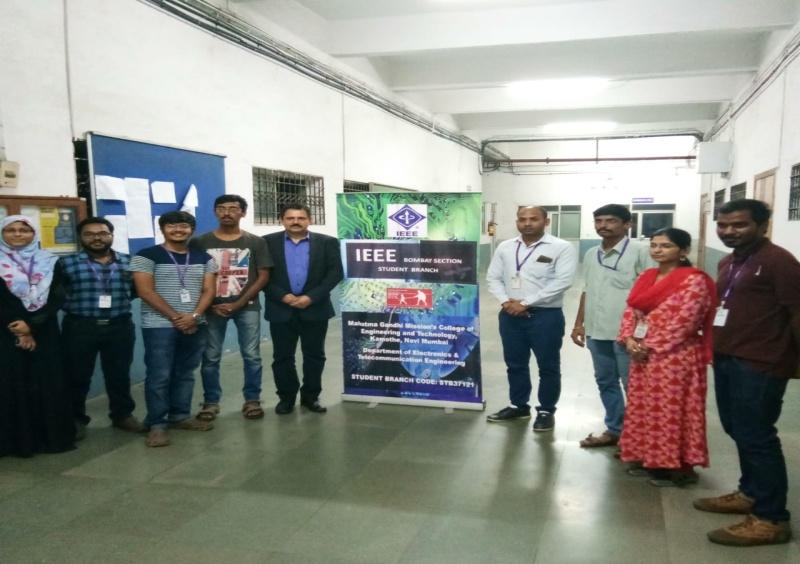 IEEE
IEEE BOMBAY SECTION
STUDENT BRANCH
Mahatma Gandhi Mission's College of
Engineering and Technology,
Kamothe, Navi Mumbai
Department of Electronics &
Telecommunication Engineering
STUDENT BRANCH CODE: STB37121